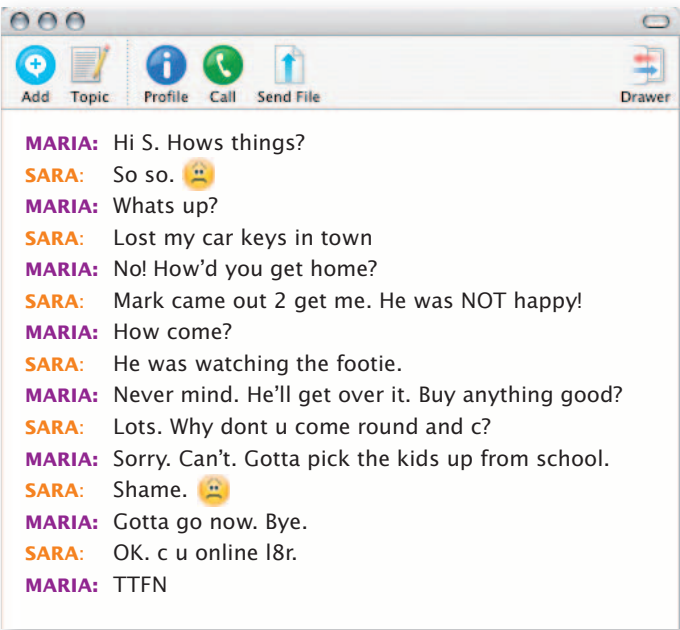 Add Topic Profile Call Send File Drawer
MARIA: Hi S. Hows things?
SARA: So so.
MARIA: Whats up?
SARA: Lost my car keys in town
MARIA: No! How’d you get home?
SARA: Mark came out 2 get me. He was NOT happy!
MARIA: How come?
SARA: He was watching the footie.
MARIA: Never mind. He’ll get over it. Buy anything good?
SARA: Lots. Why dont u come round and c?
MARIA: Sorry. Can’t. Gotta pick the kids up from school.
SARA: Shame.
MARIA: Gotta go now. Bye.
SARA: OK. c u online l8r.
MARIA: TTFN